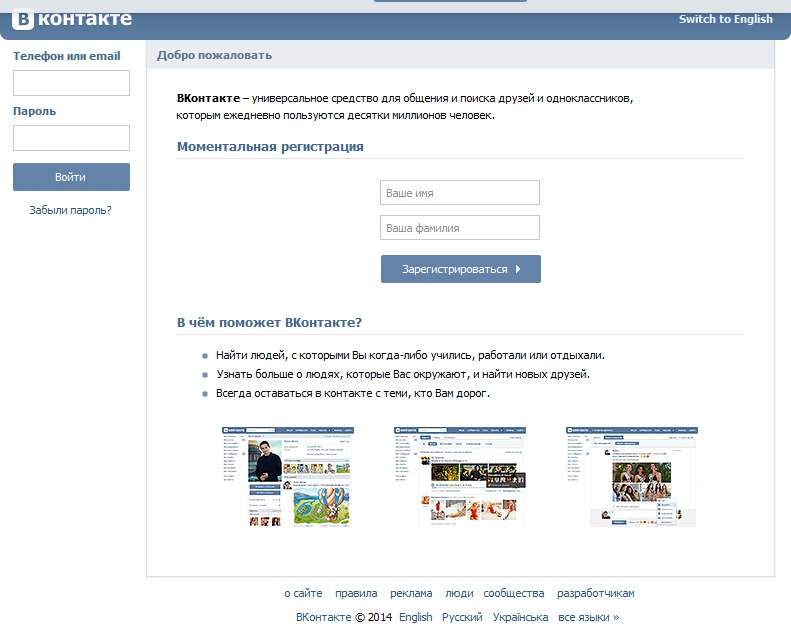 В контакте
Switch to English
Телефон или email
Пароль
Войти
Забыли пароль?
Добро пожаловать
ВКонтакте – универсальное средство для общения и поиска друзей и одноклассников,
которым ежедневно пользуются десятки миллионов человек.
Моментальная регистрация
Ваше имя
Ваша фамилия
Зарегистрироваться
В чём поможет ВКонтакте?
Найти людей, с которыми Вы когда-либо учились, работали или отдыхали.
Узнать больше о людях, которые Вас окружают, и найти новых друзей.
Всегда оставаться в контакте с теми, кто Вам дорог.
о сайте правила реклама люди сообщества разработчикам
ВКонтакте © 2014 English Русский Українська все языки »